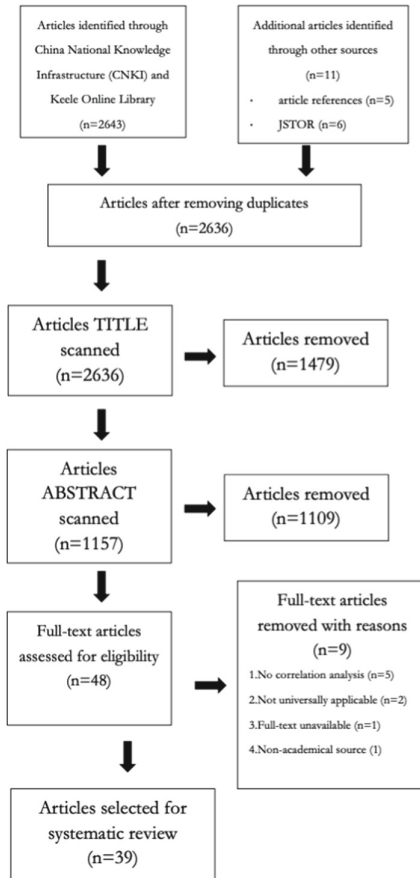 Articles identified through
China National Knowledge
Infrastructure (CNKI) and
Keele Online Library
(n=2643)
Additional articles identified
through other sources
(n=11)
· article references (n=5)
· JSTOR (n=6)
Articles after removing duplicates
(n=2636)
Articles TITLE
scanned
(n=2636)
Articles removed
(n=1479)
Articles
ABSTRACT
scanned
(n=1157)
Articles removed
(n=1109)
Full-text articles
assessed for eligibility
(n=48)
Full-text articles
removed with reasons
(n=9)
1.No correlation analysis (n=5)
2.Not universally applicable (n=2)
3.Full-text unavailable (n=1)
4.Non-academical source (1)
Articles selected for
systematic review
(n=39)